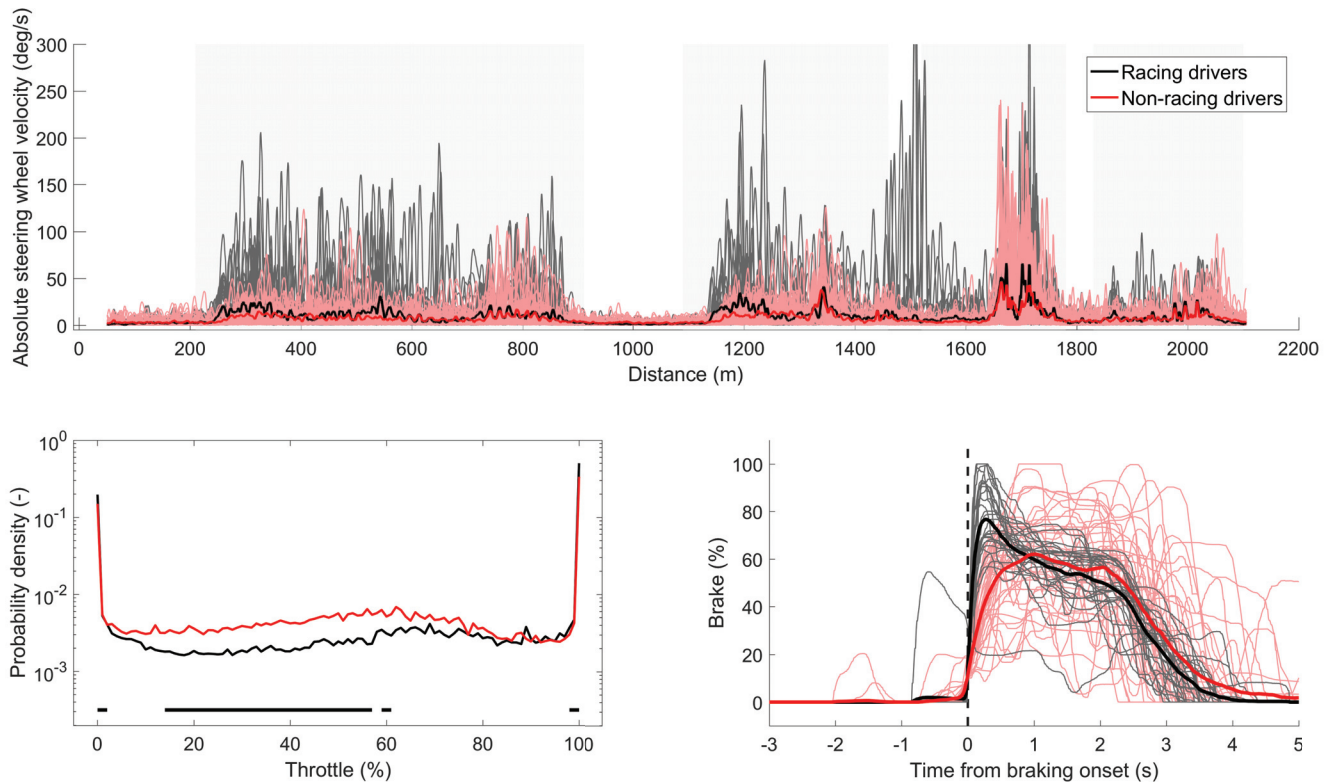 Absolute steering wheel velocity (deg/s)
300
250
200
150
100
50
0
Racing drivers
Non-racing drivers
0 200 400 600 800 1000 1200 1400 1600 1800 2000 2200
Distance (m)
Probability density (-)
10^0
10^-1
10^-2
10^-3
0 20 40 60 80 100
Throttle (%)
Brake (%)
100
80
60
40
20
0
-3 -2 -1 0 1 2 3 4 5
Time from braking onset (s)